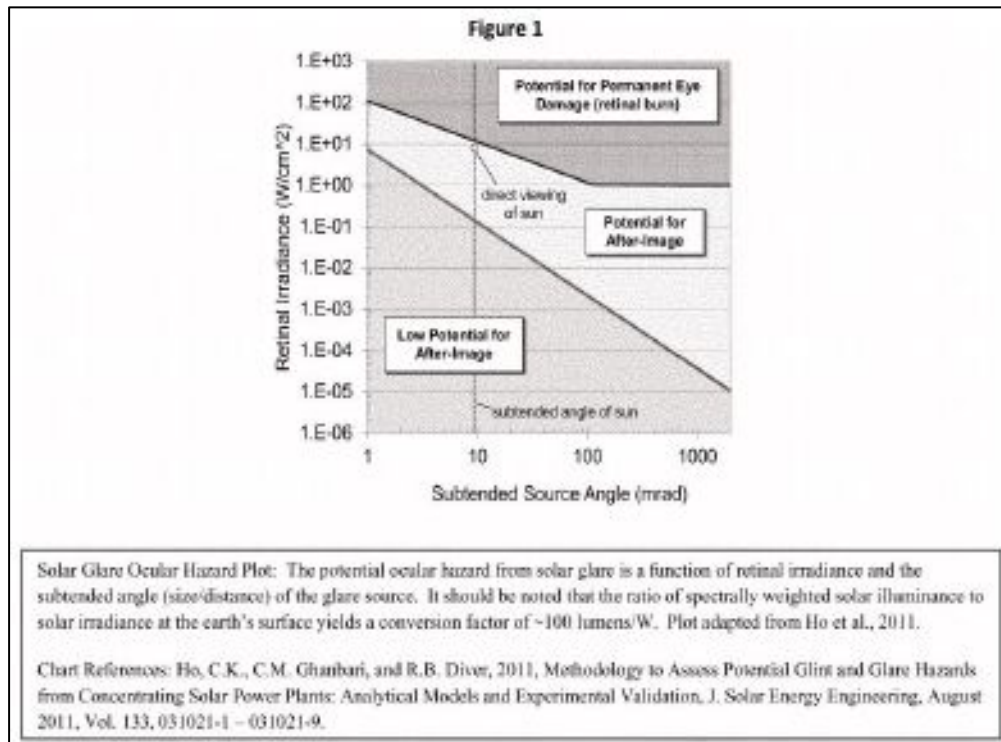 Figure 1
1.E+03
1.E+02
1.E+01
1.E+00
1.E-01
1.E-02
1.E-03
1.E-04
1.E-05
1.E-06
Retinal Irradiance (W/cm^2)
Potential for Permanent Eye
Damage (retinal burn)
direct viewing
of sun
Potential for
After-Image
Low Potential for
After-Image
subtended angle of sun
1 10 100 1000
Subtended Source Angle (mrad)
Solar Glare Ocular Hazard Plot: The potential ocular hazard from solar glare is a function of retinal irradiance and the
subtended angle (size/distance) of the glare source. It should be noted that the ratio of spectrally weighted solar illuminance to
solar irradiance at the earth's surface yields a conversion factor of ~100 lumens/W. Plot adapted from Ho et al., 2011.
Chart References: Ho, C.K., C.M. Ghanbari, and R.B. Diver, 2011, Methodology to Assess Potential Glint and Glare Hazards
from Concentrating Solar Power Plants: Analytical Models and Experimental Validation, J. Solar Energy Engineering, August
2011, Vol. 133, 031021-1 – 031021-9.